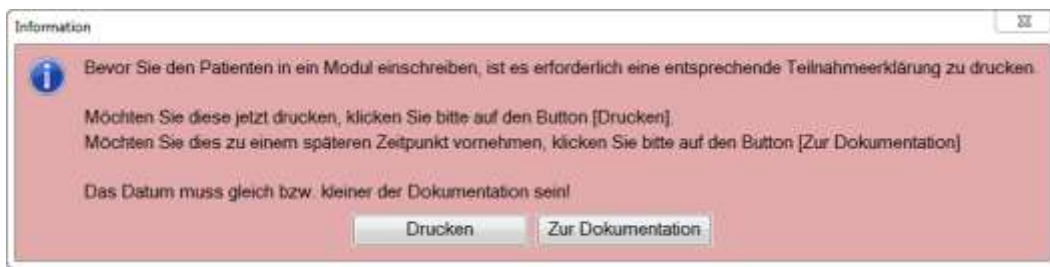 Information
Bevor Sie den Patienten in ein Modul einschreiben, ist es erforderlich eine entsprechende Teilnahmeerklärung zu drucken.
Möchten Sie diese jetzt drucken, klicken Sie bitte auf den Button [Drucken].
Möchten Sie dies zu einem späteren Zeitpunkt vornehmen, klicken Sie bitte auf den Button [Zur Dokumentation]
Das Datum muss gleich bzw. kleiner der Dokumentation sein!
Drucken Zur Dokumentation